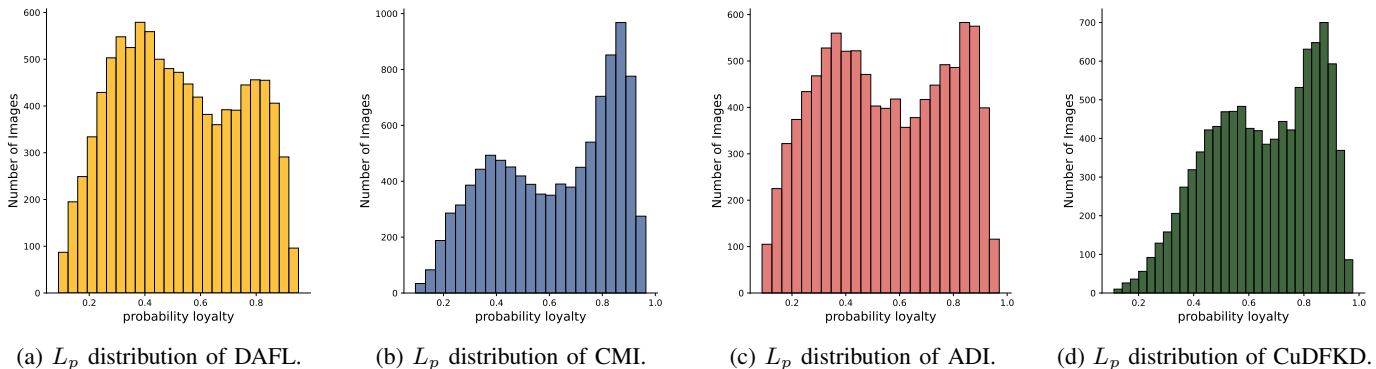 600
500
400
300
200
100
0
Number of Images
0.2 0.4 0.6 0.8
probability loyalty
1000
800
600
400
200
0
Number of Images
0.2 0.4 0.6 0.8 1.0
probability loyalty
600
500
400
300
200
100
0
Number of Images
0.2 0.4 0.6 0.8 1.0
probability loyalty
700
600
500
400
300
200
100
0
Number of Images
0.2 0.4 0.6 0.8 1.0
probability loyalty
(a) L_p distribution of DAFL.
(b) L_p distribution of CMI.
(c) L_p distribution of ADI.
(d) L_p distribution of CuDFKD.